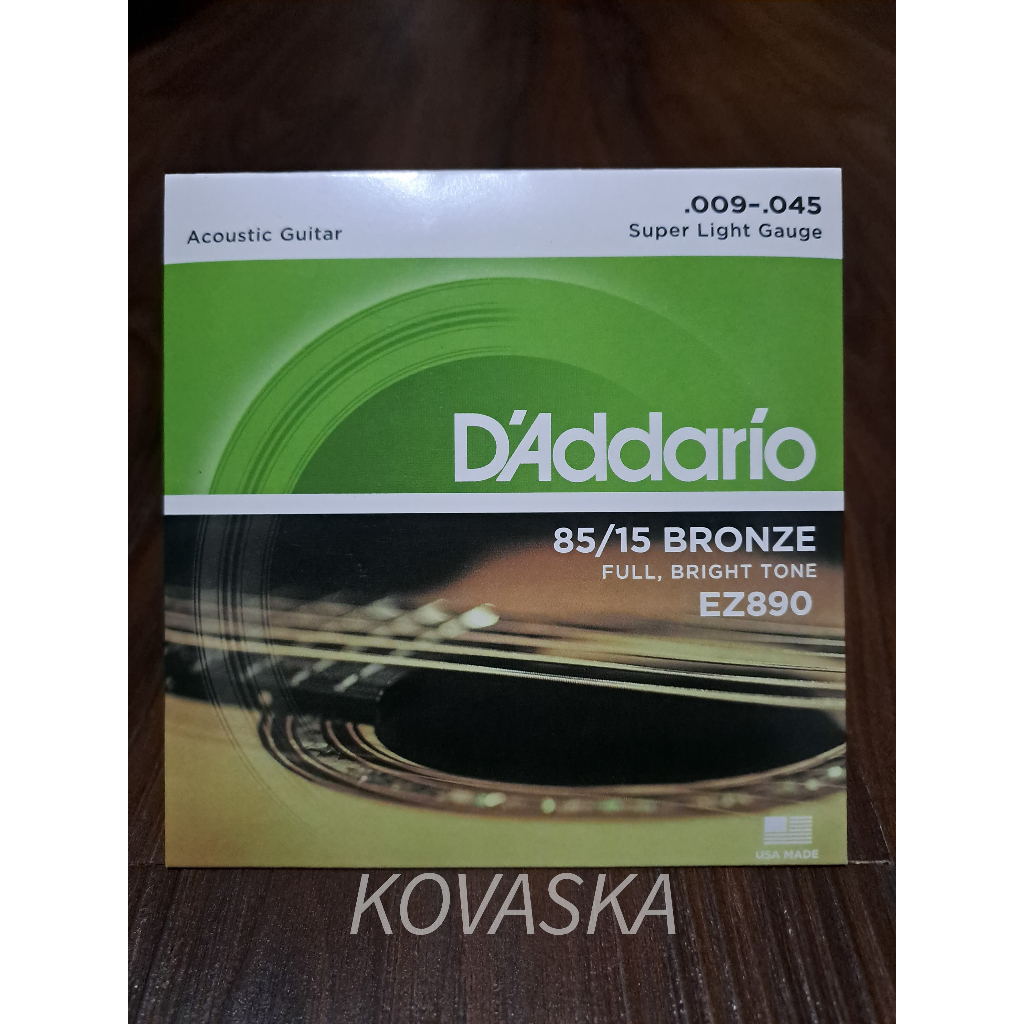 .009-.045
Acoustic Guitar
Super Light Gauge
D'Addario
85/15 BRONZE
FULL, BRIGHT TONE
EZ890
USA MADE
KOVASKA